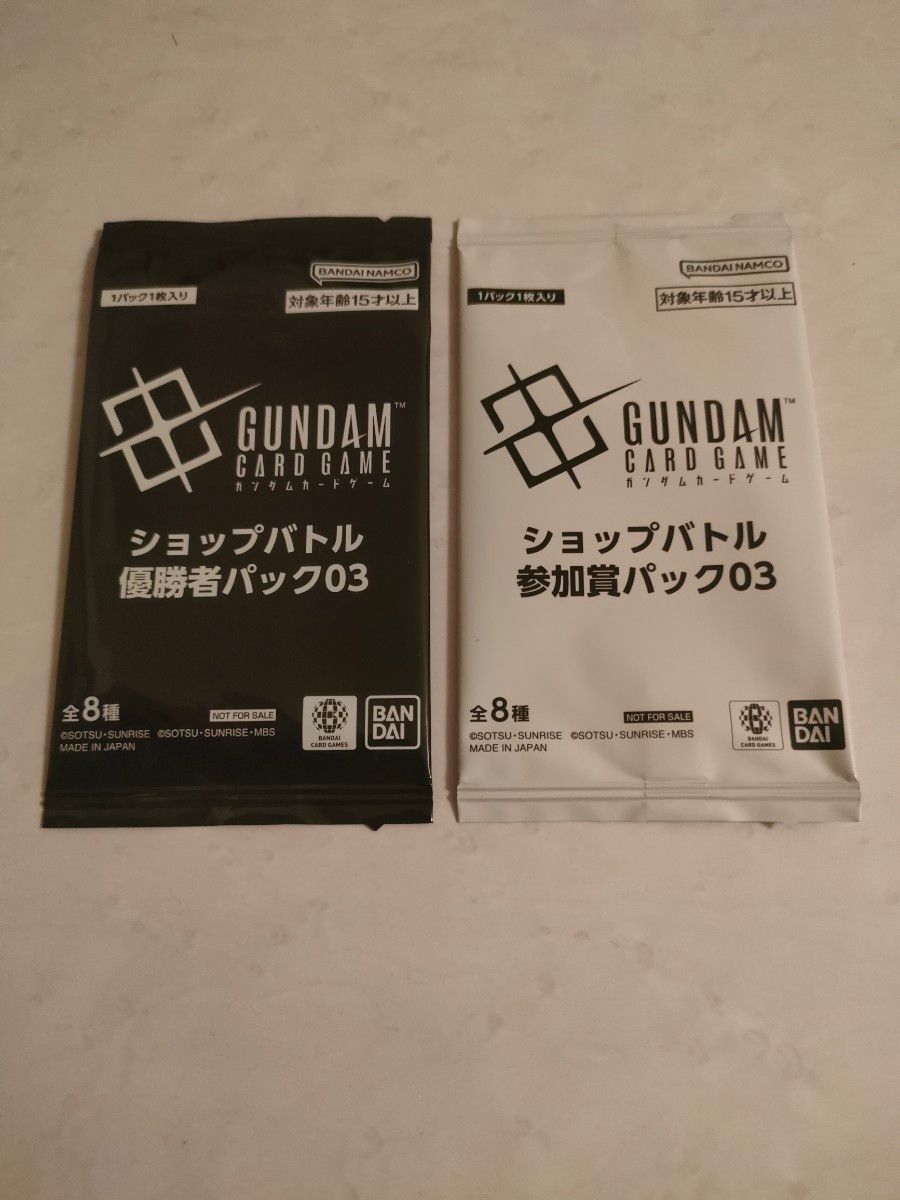 BANDAI NAMCO
1パック1枚入り
対象年齢15才以上
GUNDAM™
CARD GAME
ガンダムカードゲーム
ショップバトル
優勝者パック03
全8種
NOT FOR SALE
©SOTSU・SUNRISE ©SOTSU・SUNRISE・MBS
MADE IN JAPAN
BANDAI
CARD GAMES
BAN
DAI
BANDAI NAMCO
1パック1枚入り
対象年齢15才以上
GUNDAM™
CARD GAME
ガンダムカードゲーム
ショップバトル
参加賞パック03
全8種
NOT FOR SALE
©SOTSU・SUNRISE ©SOTSU・SUNRISE・MBS
MADE IN JAPAN
BANDAI
CARD GAMES
BAN
DAI